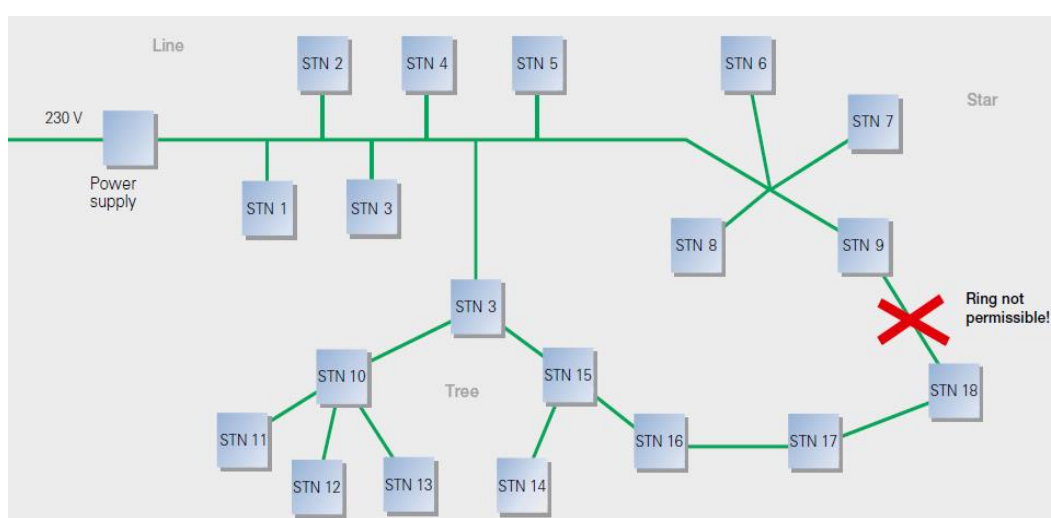 Line
STN 2
STN 4
STN 5
STN 6
Star
STN 7
230 V
Power
supply
STN 1
STN 3
STN 8
STN 9
STN 3
Ring not
permissible!
STN 10
Tree
STN 15
STN 18
STN 11
STN 16
STN 17
STN 12
STN 13
STN 14